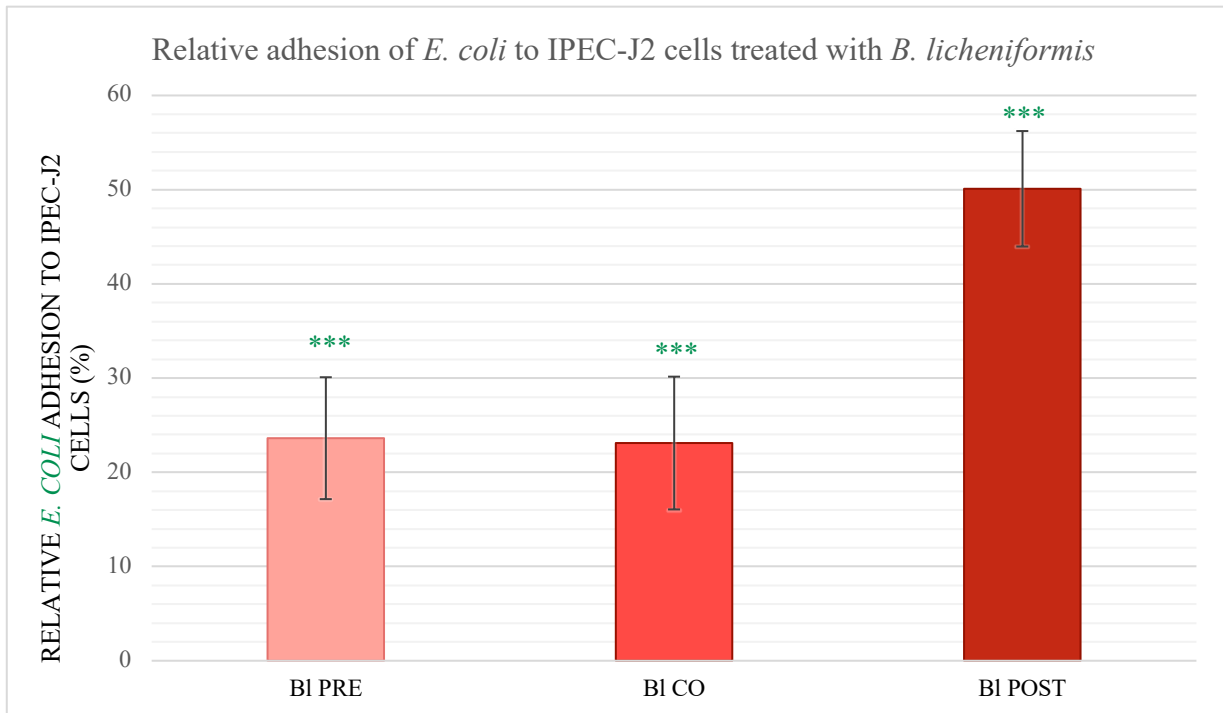 Relative adhesion of E. coli to IPEC-J2 cells treated with B. licheniformis
RELATIVE E. COLI ADHESION TO IPEC-J2
CELLS (%)
60
50
40
30
20
10
0
***
***
***
Bl PRE
Bl CO
Bl POST